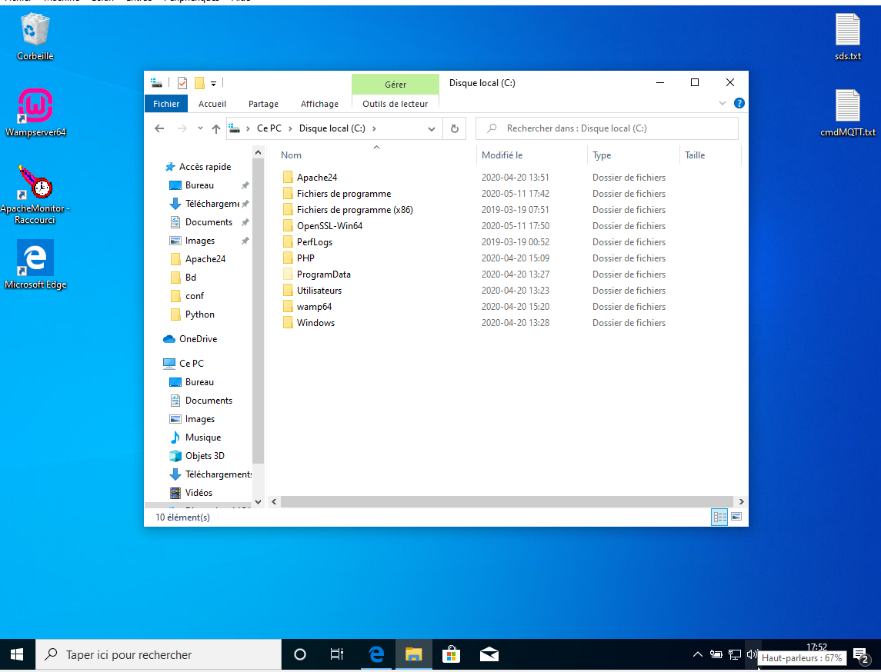 Fichier Machine Écran Entrée Périphériques Aide
Corbeille
Wampserver64
ApacheMonitor -
Raccourci
Microsoft Edge
sds.txt
cmdMQTT.txt
Gérer
Disque local (C:)
Fichier Accueil Partage Affichage Outils de lecteur
Ce PC > Disque local (C:) >
Rechercher dans : Disque local (C:)
Nom Modifié le Type Taille
Accès rapide
Bureau
Téléchargeme
Documents
Images
Apache24
Bd
conf
Python
OneDrive
Ce PC
Bureau
Documents
Images
Musique
Objets 3D
Téléchargements
Vidéos
Apache24 2020-04-20 13:51 Dossier de fichiers
Fichiers de programme 2020-05-11 17:42 Dossier de fichiers
Fichiers de programme (x86) 2019-03-19 07:51 Dossier de fichiers
OpenSSL-Win64 2020-05-11 17:50 Dossier de fichiers
PerfLogs 2019-03-19 00:52 Dossier de fichiers
PHP 2020-04-20 15:09 Dossier de fichiers
ProgramData 2020-04-20 13:27 Dossier de fichiers
Utilisateurs 2020-04-20 13:23 Dossier de fichiers
wamp64 2020-04-20 15:20 Dossier de fichiers
Windows 2020-04-20 13:28 Dossier de fichiers
10 élément(s)
Taper ici pour rechercher
17:52
Haut-parleurs : 67%
2